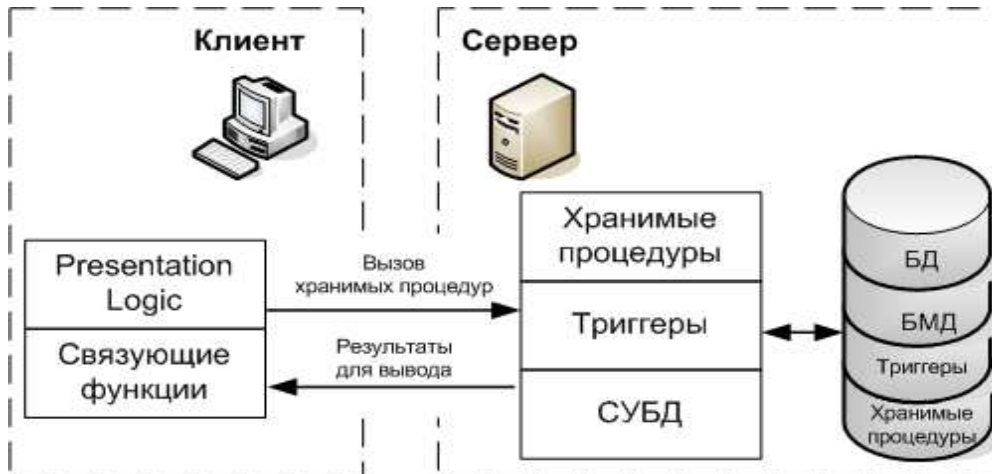 Клиент
Сервер
Presentation
Logic
Связующие
функции
Вызов
хранимых процедур
Результаты
для вывода
Хранимые
процедуры
Триггеры
СУБД
БД
БМД
Триггеры
Хранимые
процедуры